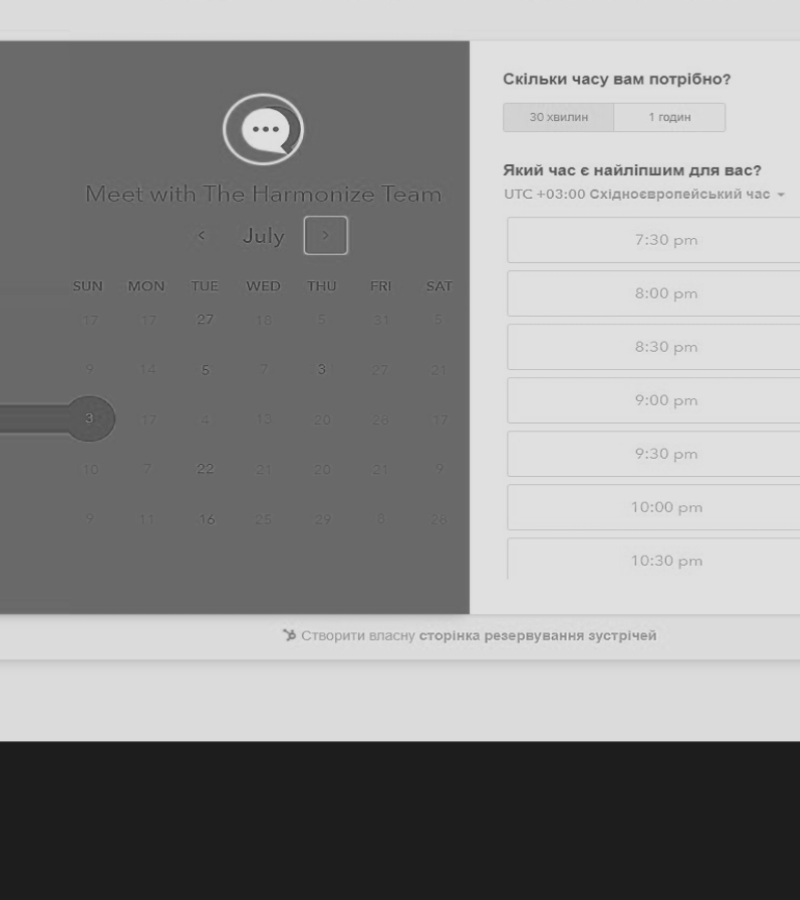 Meet with The Harmonize Team
< July >
SUN MON TUE WED THU FRI SAT
17 17 27 18 5 31 5
9 14 5 7 3 27 21
3 17 4 13 20 26 17
10 7 22 21 20 21 9
9 11 16 25 29 8 26
Скільки часу вам потрібно?
30 хвилин 1 годин
Який час є найліпшим для вас?
UTC +03:00 Східноєвропейський час
7:30 pm
8:00 pm
8:30 pm
9:00 pm
9:30 pm
10:00 pm
10:30 pm
Створити власну сторінка резервування зустрічей